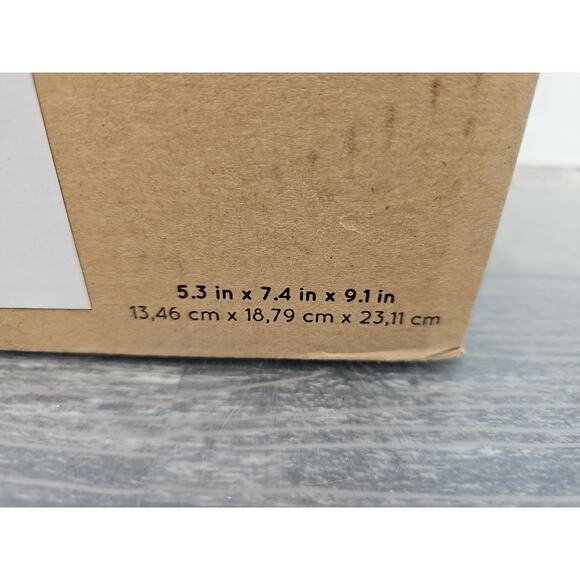 5.3 in x 7.4 in x 9.1 in
13,46 cm x 18,79 cm x 23,11 cm